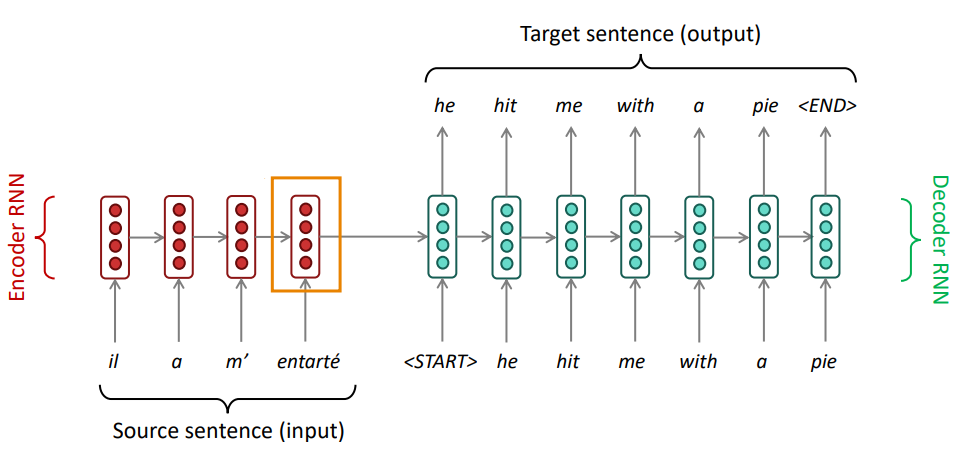 Target sentence (output)
he hit me with a pie <END>
Encoder RNN
Decoder RNN
il a m’ entarté <START> he hit me with a pie
Source sentence (input)